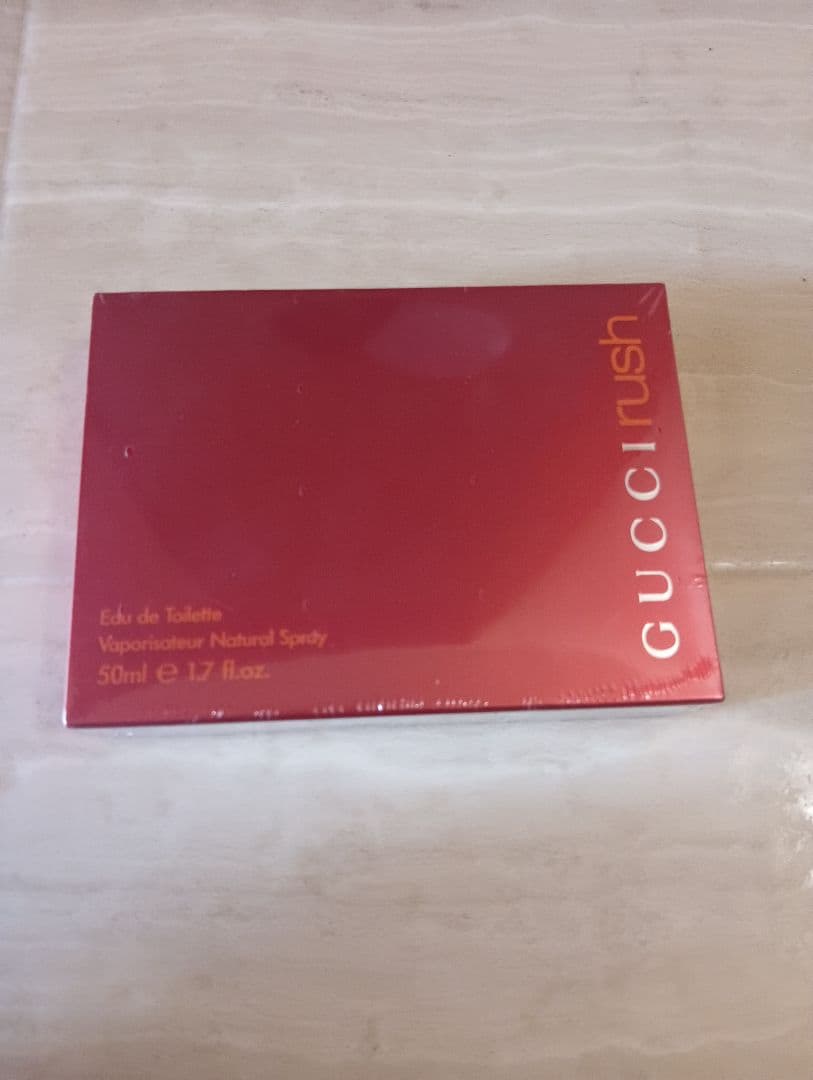 GUCCI rush
Edu de Toilette
Vaporisateur Natural Spray
50ml e 1.7 fl.oz.